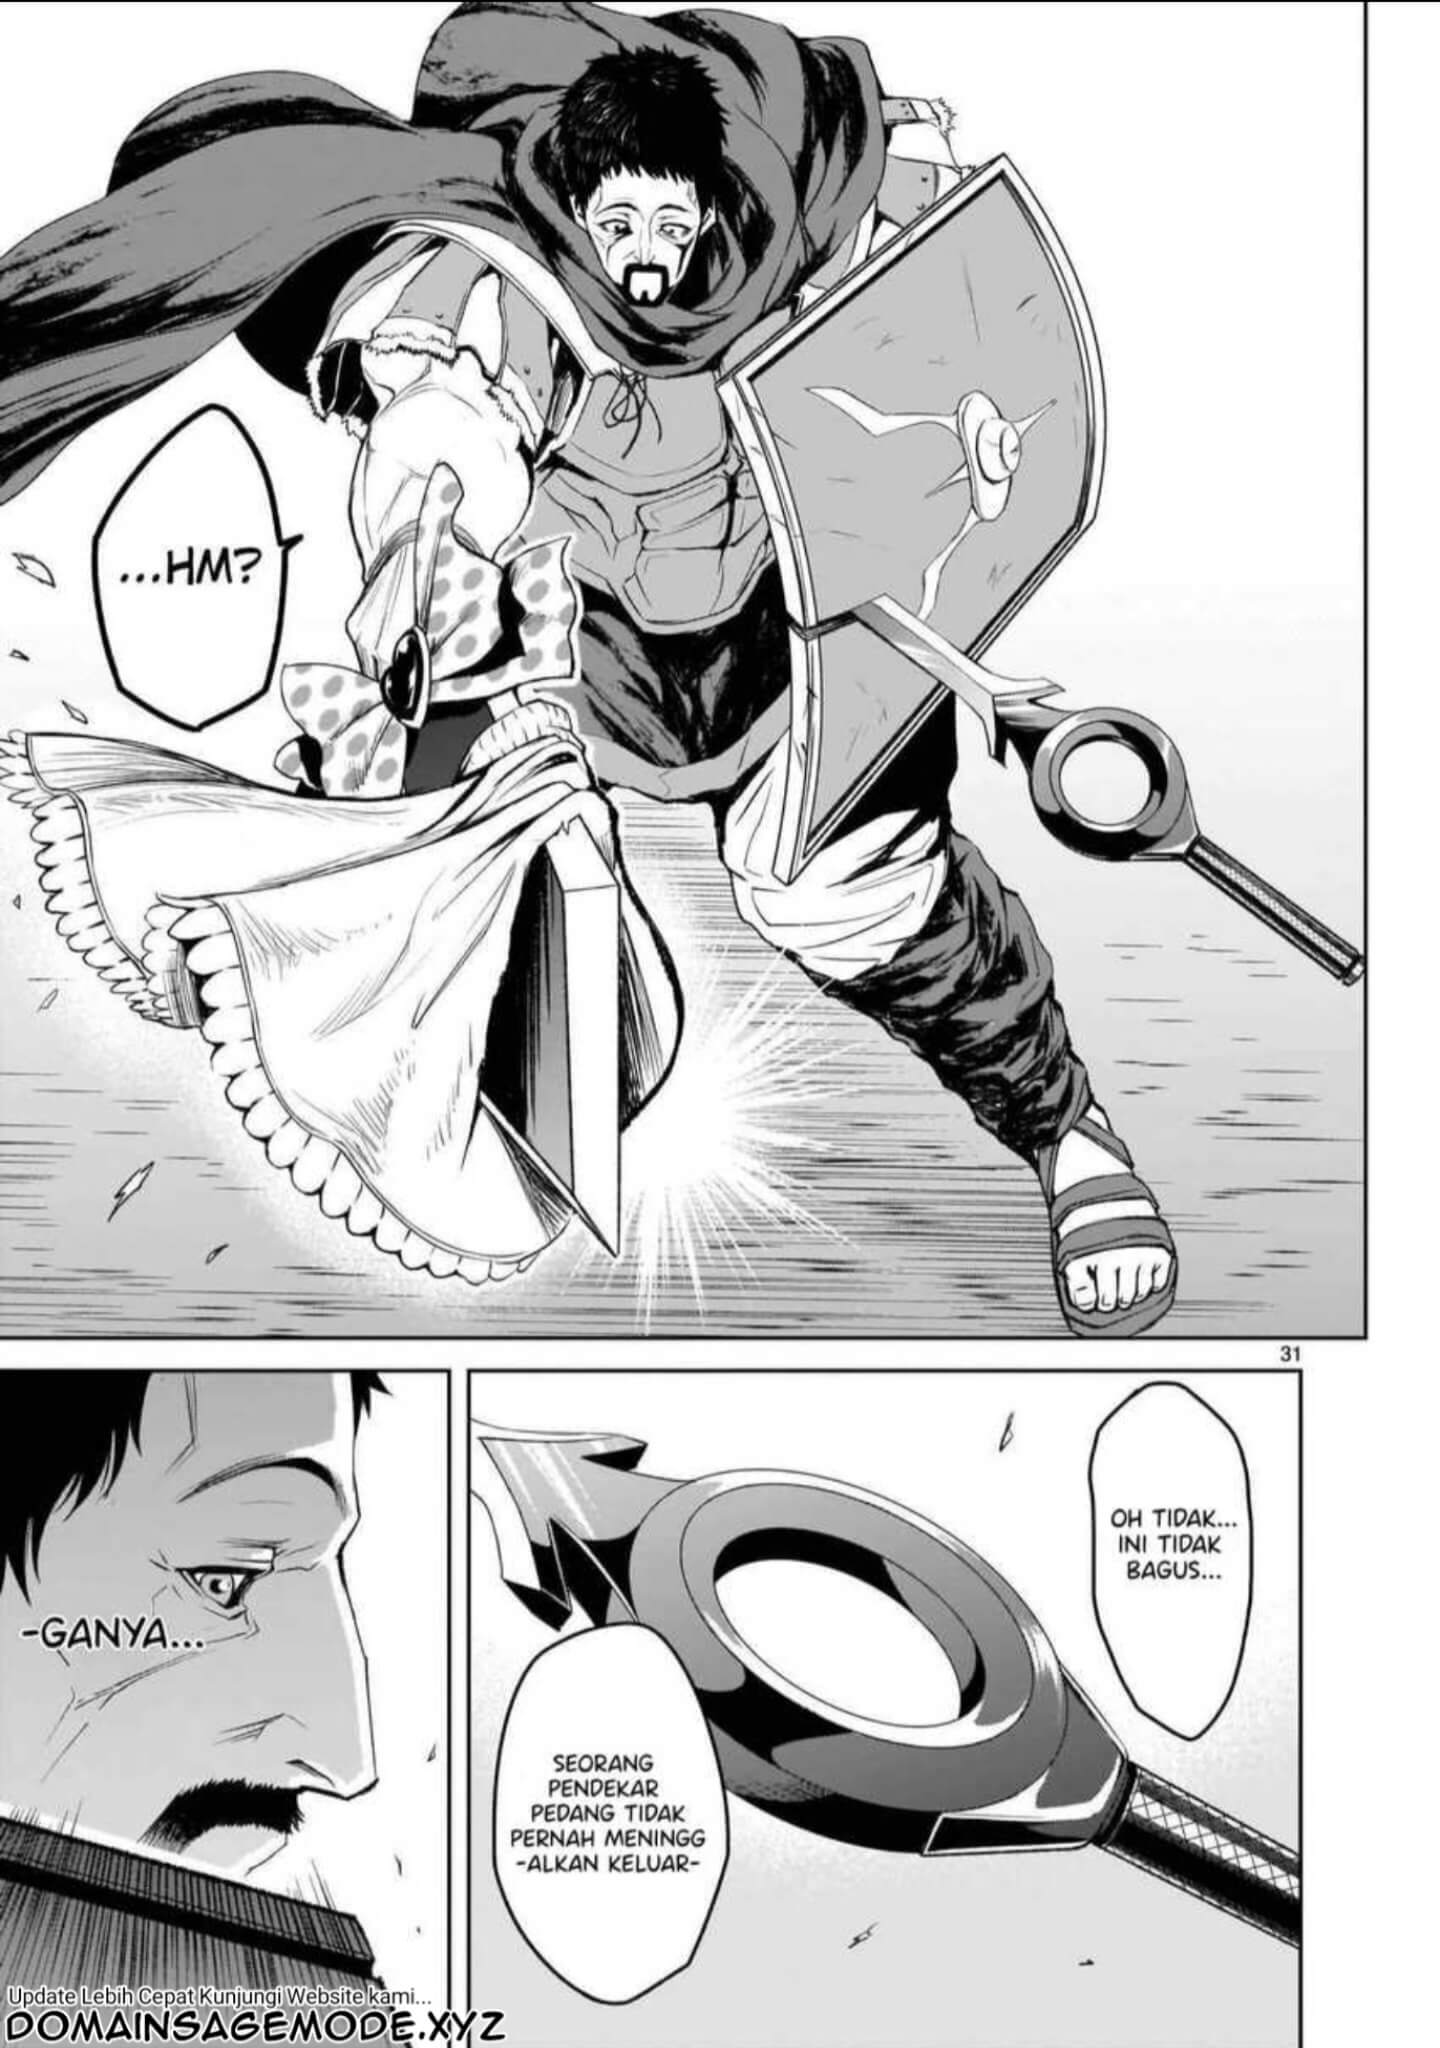 ...HM?
31
OH TIDAK...
INI TIDAK
BAGUS...
SEORANG
PENDEKAR
PEDANG TIDAK
PERNAH MENINGG
-ALKAN KELUAR-
-GANYA...
Update Lebih Cepat Kunjungi Website kami...
DOMAINSAGEMODE.XYZ